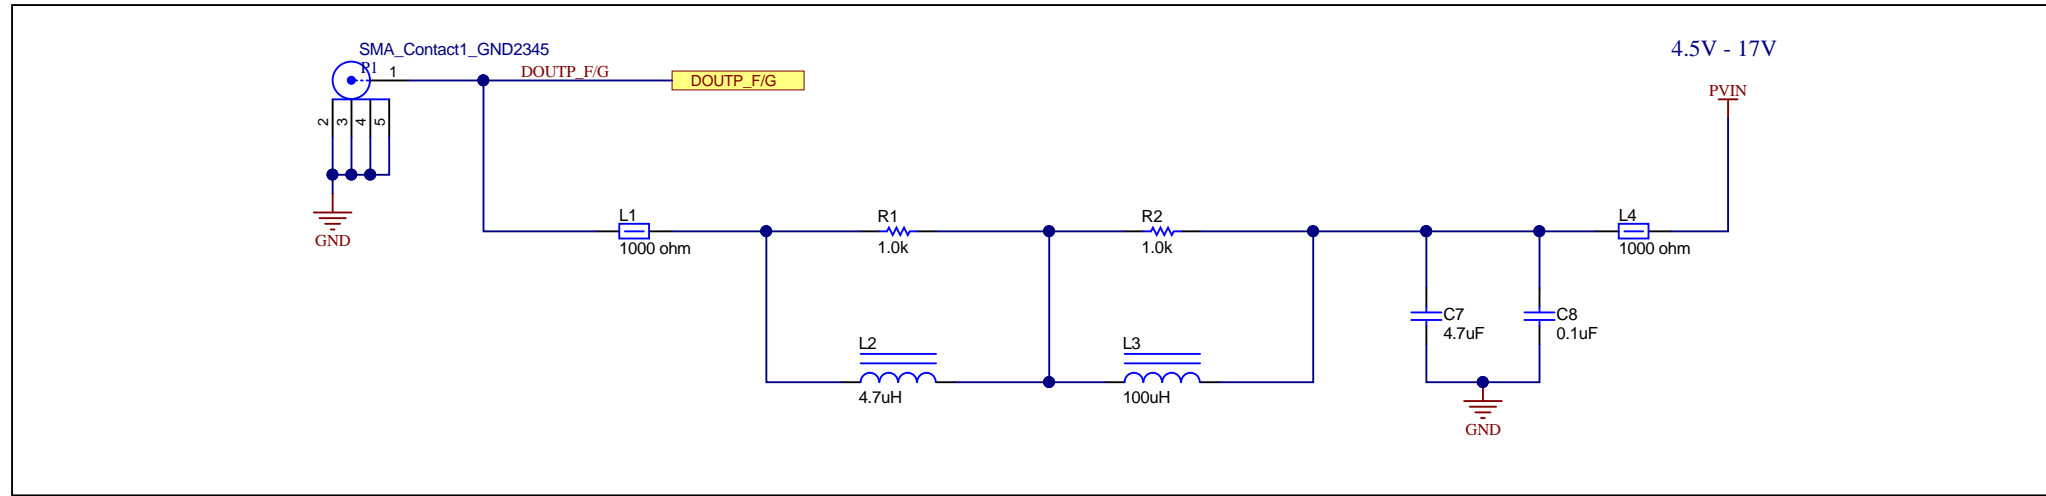 SMA_Contact1_GND2345
4.5V - 17V
P1
1
DOUTP_F/G
DOUTP_F/G
PVIN
2
3
4
5
GND
L1
1000 ohm
R1
1.0k
R2
1.0k
L4
1000 ohm
C7
4.7uF
C8
0.1uF
L2
4.7uH
L3
100uH
GND